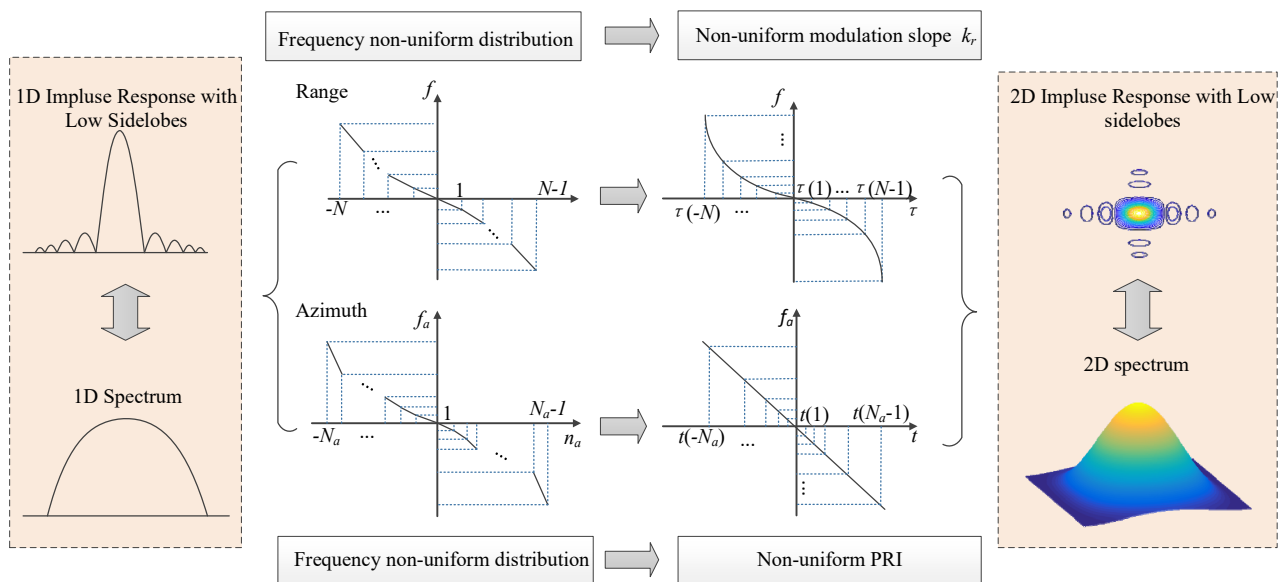 Frequency non-uniform distribution
Non-uniform modulation slope k_r
1D Impluse Response with
Low Sidelobes
1D Spectrum
Range
f
1
N-1
-N ...
...
...
f
...
τ(1) ... τ(N-1)
τ(-N) ...
τ
Azimuth
f_a
1
N_a-1
-N_a ...
n_a
...
...
f_a
t(1)
t(N_a-1)
t(-N_a) ...
t
...
2D Impluse Response with Low
sidelobes
2D spectrum
Frequency non-uniform distribution
Non-uniform PRI